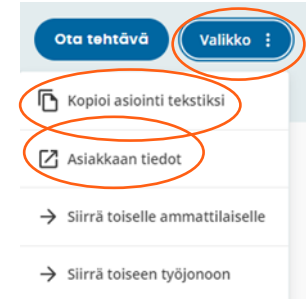 Ota tehtävä Valikko
Kopioi asiointi tekstiksi
Asiakkaan tiedot
Siirrä toiselle ammattilaiselle
Siirrä toiseen työjonoon